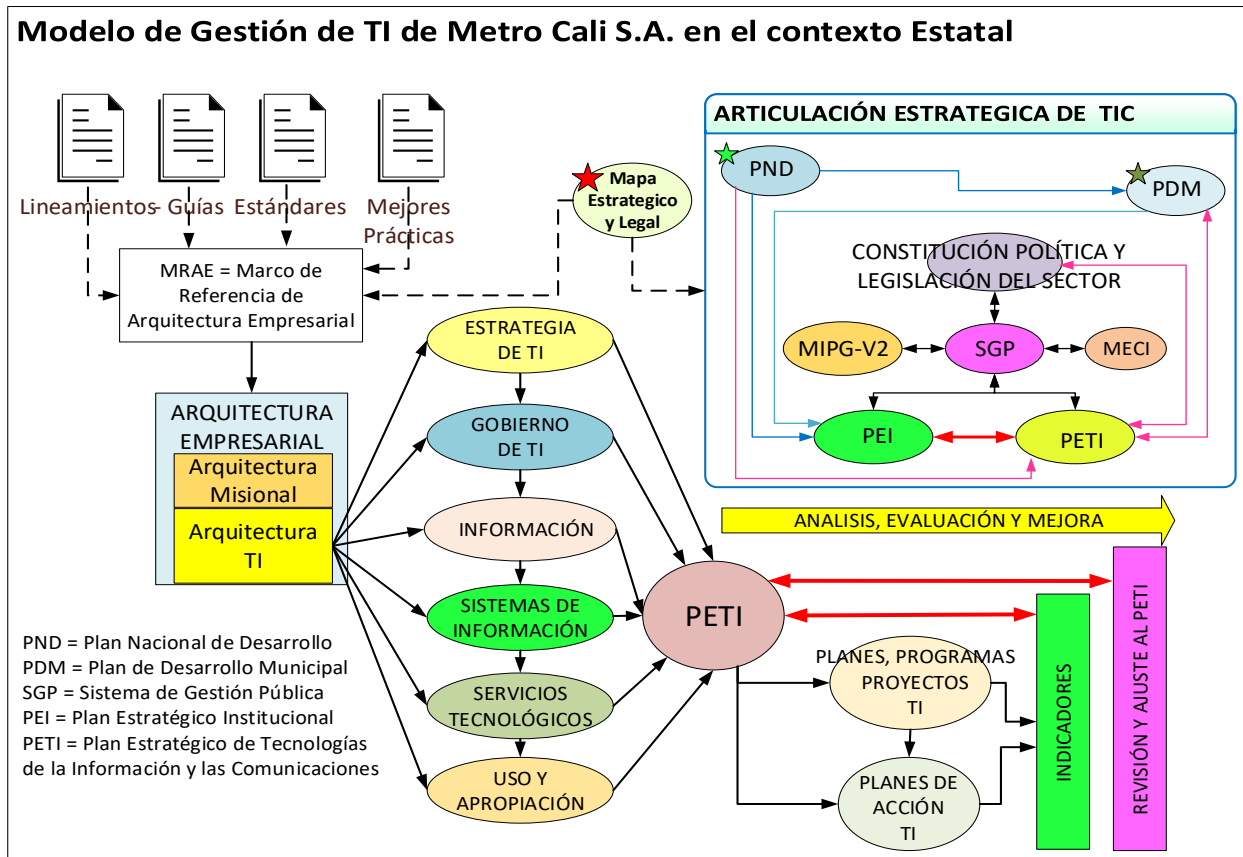 Modelo de Gestión de TI de Metro Cali S.A. en el contexto Estatal
Lineamientos- Guías Estándares Mejores
Prácticas
Mapa
Estrategico
y Legal
MRAE = Marco de
Referencia de
Arquitectura Empresarial
ARQUITECTURA
EMPRESARIAL
Arquitectura
Misional
Arquitectura
TI
ESTRATEGIA
DE TI
GOBIERNO
DE TI
INFORMACIÓN
SISTEMAS DE
INFORMACIÓN
SERVICIOS
TECNOLÓGICOS
USO Y
APROPIACIÓN
PETI
ARTICULACIÓN ESTRATEGICA DE TIC
PND
PDM
CONSTITUCIÓN POLÍTICA Y
LEGISLACIÓN DEL SECTOR
MIPG-V2
SGP
MECI
PEI
PETI
ANALISIS, EVALUACIÓN Y MEJORA
PLANES, PROGRAMAS
PROYECTOS
TI
PLANES DE
ACCIÓN
TI
INDICADORES
REVISIÓN Y AJUSTE AL PETI
PND = Plan Nacional de Desarrollo
PDM = Plan de Desarrollo Municipal
SGP = Sistema de Gestión Pública
PEI = Plan Estratégico Institucional
PETI = Plan Estratégico de Tecnologías
de la Información y las Comunicaciones